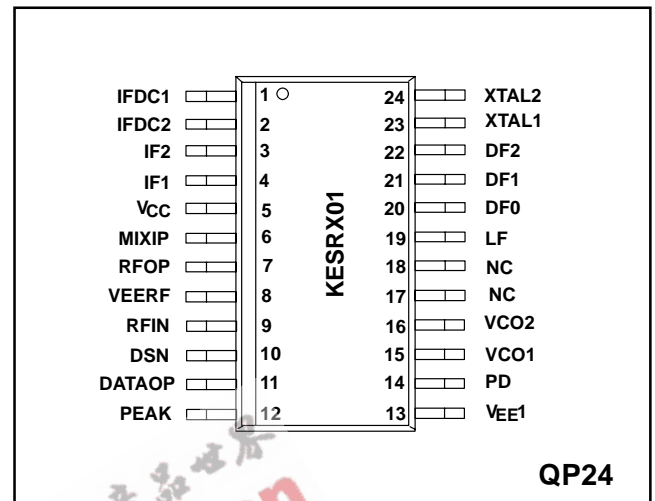 IFDC1 1 24 XTAL2
IFDC2 2 23 XTAL1
IF2 3 22 DF2
IF1 4 21 DF1
VCC 5 20 DF0
MIXIP 6 19 LF
RFOP 7 18 NC
VEERF 8 17 NC
RFIN 9 16 VCO2
DSN 10 15 VCO1
DATAOP 11 14 PD
PEAK 12 13 VEE1
KESRX01
QP24